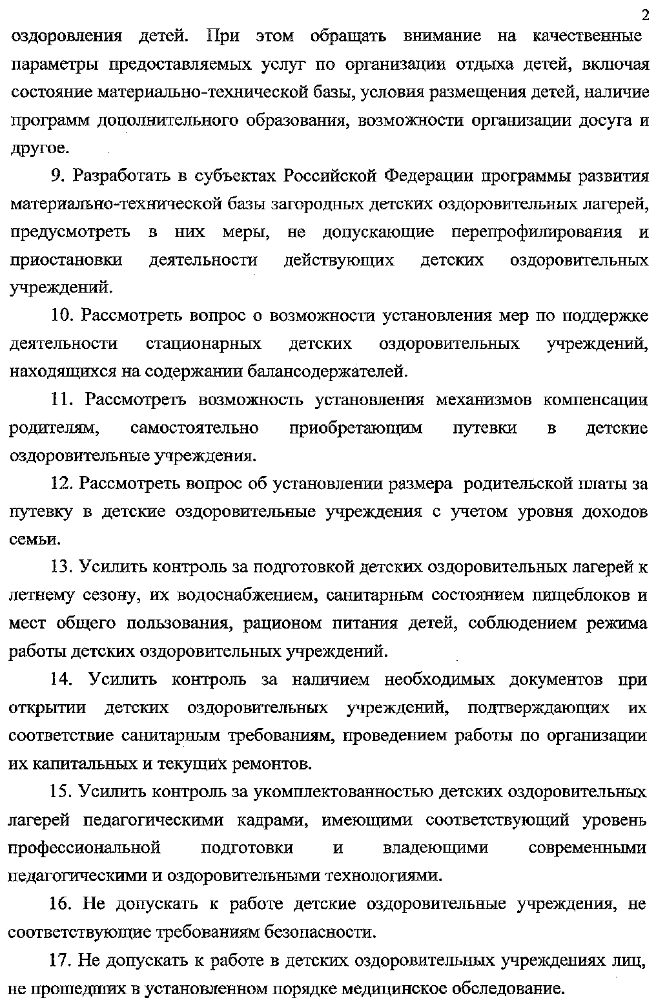 2
оздоровления детей. При этом обращать внимание на качественные
параметры предоставляемых услуг по организации отдыха детей, включая
состояние материально-технической базы, условия размещения детей, наличие
программ дополнительного образования, возможности организации досуга и
другое.
9. Разработать в субъектах Российской Федерации программы развития
материально-технической базы загородных детских оздоровительных лагерей,
предусмотреть в них меры, не допускающие перепрофилирования и
приостановки деятельности действующих детских оздоровительных
учреждений.
10. Рассмотреть вопрос о возможности установления мер по поддержке
деятельности стационарных детских оздоровительных учреждений,
находящихся на содержании балансодержателей.
11. Рассмотреть возможность установления механизмов компенсации
родителям, самостоятельно приобретающим путевки в детские
оздоровительные учреждения.
12. Рассмотреть вопрос об установлении размера родительской платы за
путевку в детские оздоровительные учреждения с учетом уровня доходов
семьи.
13. Усилить контроль за подготовкой детских оздоровительных лагерей к
летнему сезону, их водоснабжением, санитарным состоянием пищеблоков и
мест общего пользования, рационом питания детей, соблюдением режима
работы детских оздоровительных учреждений.
14. Усилить контроль за наличием необходимых документов при
открытии детских оздоровительных учреждений, подтверждающих их
соответствие санитарным требованиям, проведением работы по организации
их капитальных и текущих ремонтов.
15. Усилить контроль за укомплектованностью детских оздоровительных
лагерей педагогическими кадрами, имеющими соответствующий уровень
профессиональной подготовки и владеющими современными
педагогическими и оздоровительными технологиями.
16. Не допускать к работе детские оздоровительные учреждения, не
соответствующие требованиям безопасности.
17. Не допускать к работе в детских оздоровительных учреждениях лиц,
не прошедших в установленном порядке медицинское обследование.